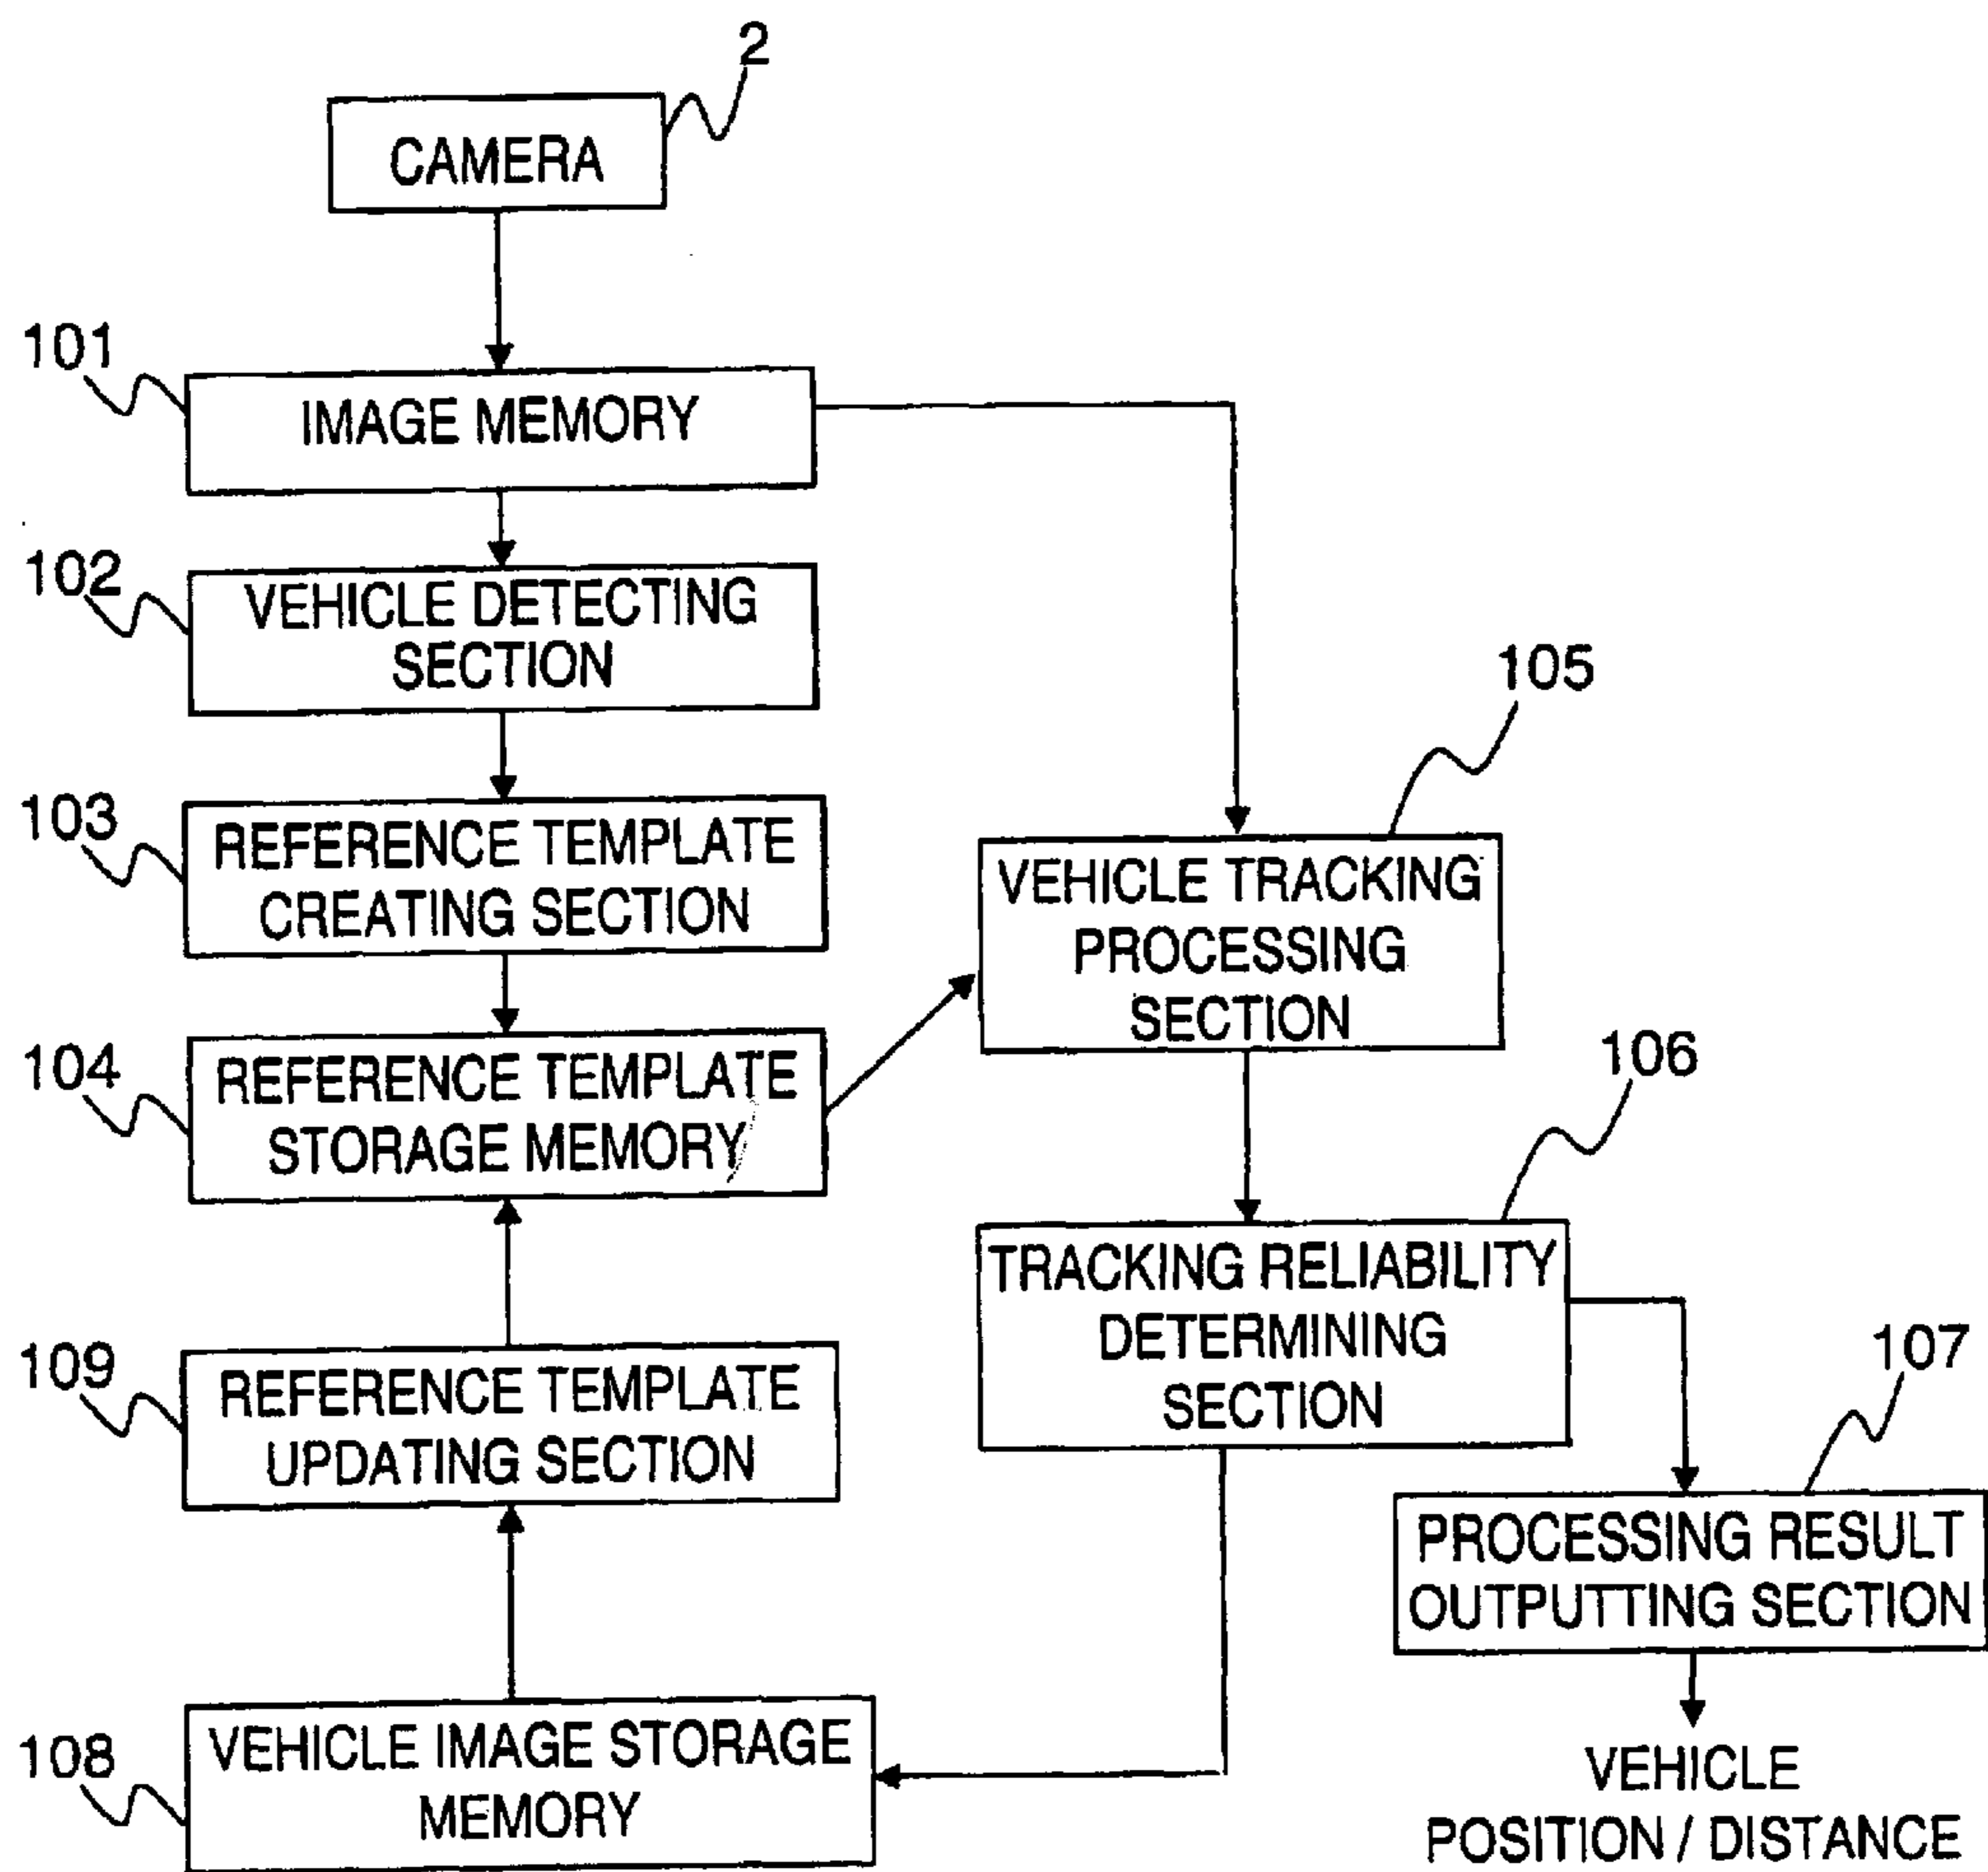 2
CAMERA
101
IMAGE MEMORY
102
VEHICLE DETECTING
SECTION
103
REFERENCE TEMPLATE
CREATING SECTION
104
REFERENCE TEMPLATE
STORAGE MEMORY
105
VEHICLE TRACKING
PROCESSING
SECTION
106
TRACKING RELIABILITY
DETERMINING
SECTION
109
REFERENCE TEMPLATE
UPDATING SECTION
107
PROCESSING RESULT
OUTPUTTING SECTION
108
VEHICLE IMAGE STORAGE
MEMORY
VEHICLE
POSITION / DISTANCE